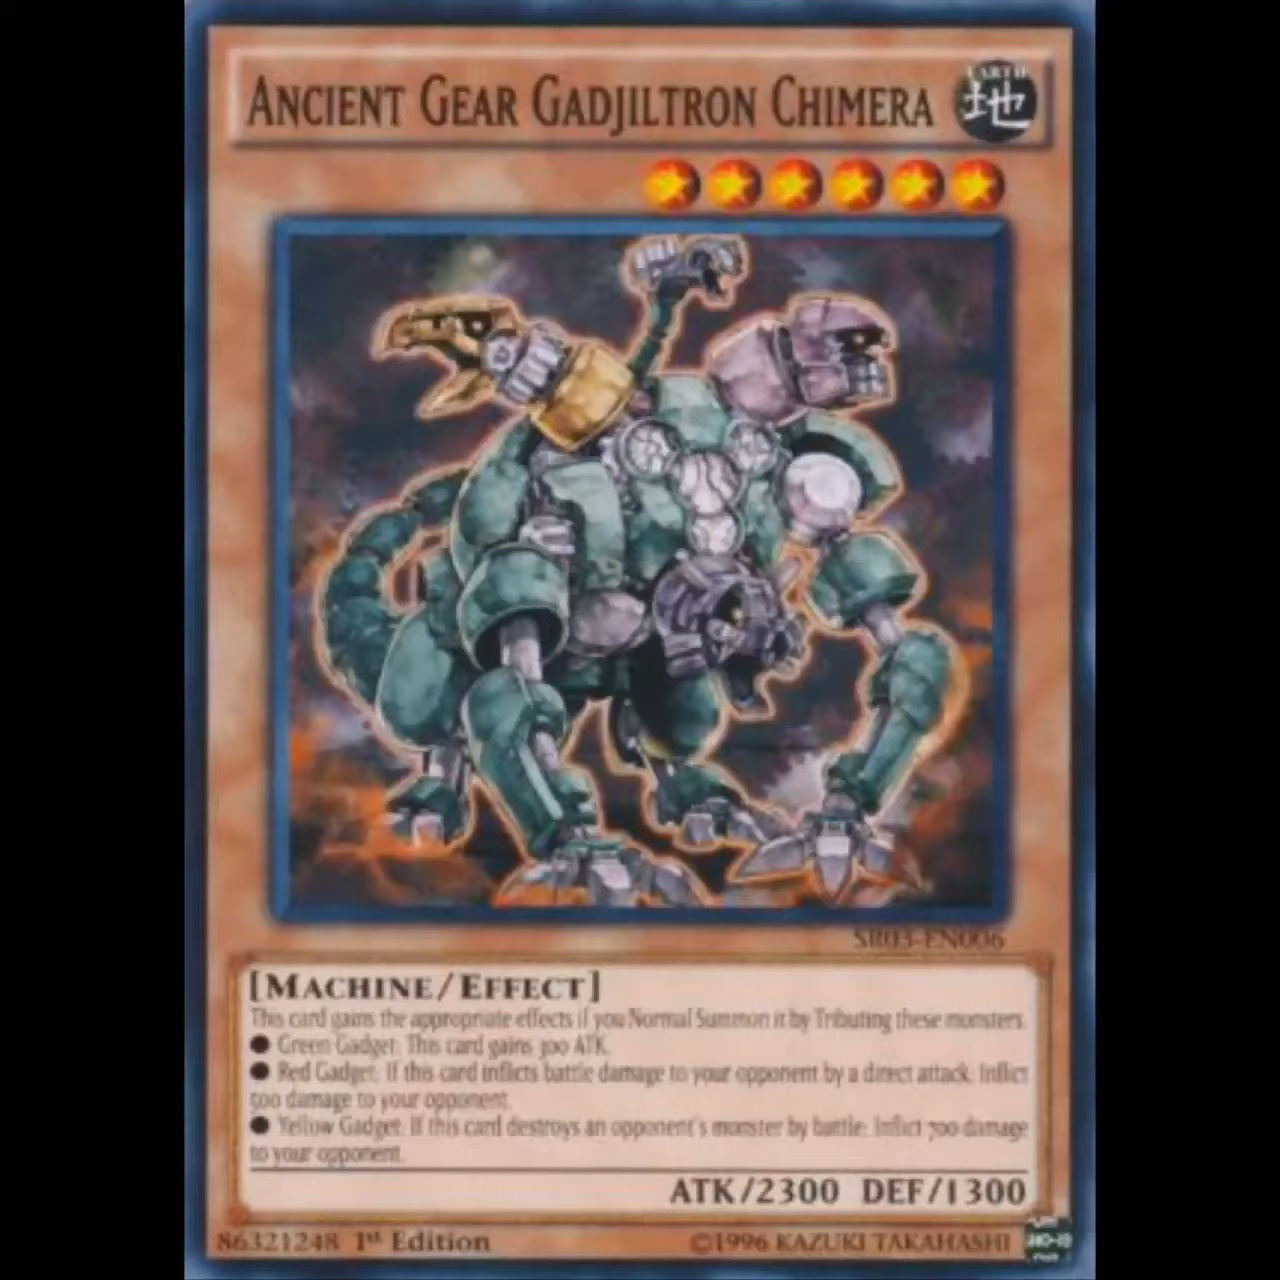 ANCIENT GEAR GADJILTRON CHIMERA
EARTH
地
SR03-EN006
[MACHINE/EFFECT]
This card gains the appropriate effects if you Normal Summon it by Tributing these monsters.
● Green Gadget: This card gains 300 ATK.
● Red Gadget: If this card inflicts battle damage to your opponent by a direct attack: Inflict
500 damage to your opponent.
● Yellow Gadget: If this card destroys an opponent's monster by battle: Inflict 700 damage
to your opponent.
ATK/2300 DEF/1300
86321248 1st Edition
©1996 KAZUKI TAKAHASHI